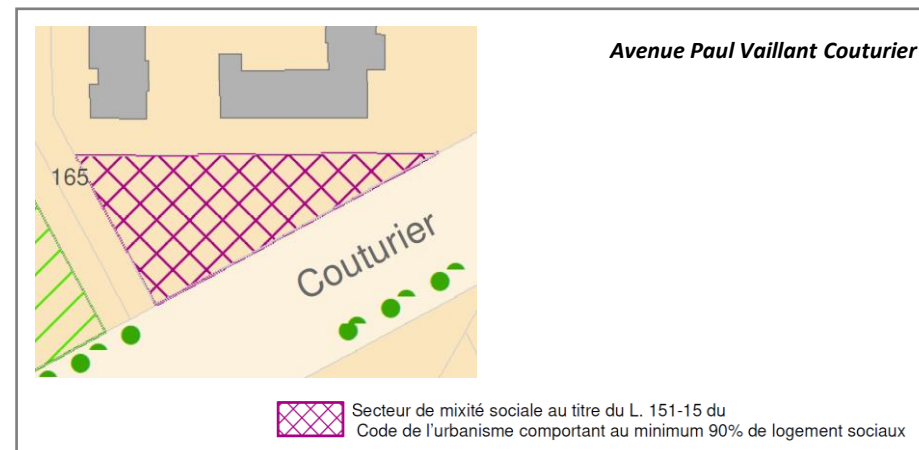 Avenue Paul Vaillant Couturier
165
Couturier
Secteur de mixité sociale au titre du L. 151-15 du
Code de l'urbanisme comportant au minimum 90% de logement sociaux